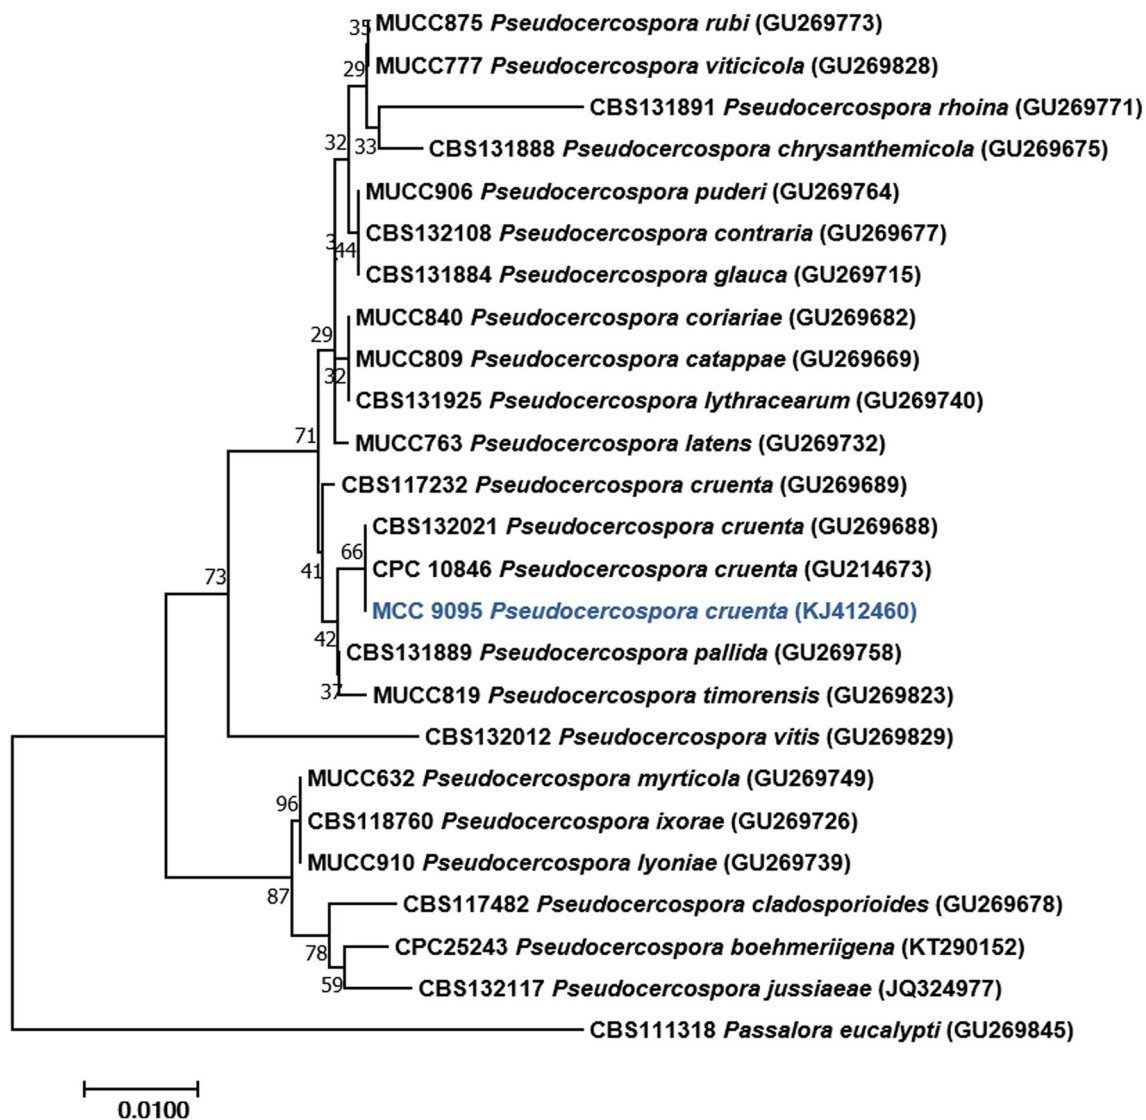 35 MUCC875 Pseudocercospora rubi (GU269773)
29 MUCC777 Pseudocercospora viticicola (GU269828)
CBS131891 Pseudocercospora rhoina (GU269771)
32 33 CBS131888 Pseudocercospora chrysanthemicola (GU269675)
MUCC906 Pseudocercospora puderi (GU269764)
CBS132108 Pseudocercospora contraria (GU269677)
44
CBS131884 Pseudocercospora glauca (GU269715)
MUCC840 Pseudocercospora coriariae (GU269682)
29
MUCC809 Pseudocercospora catappae (GU269669)
32
CBS131925 Pseudocercospora lythracearum (GU269740)
71 MUCC763 Pseudocercospora latens (GU269732)
CBS117232 Pseudocercospora cruenta (GU269689)
CBS132021 Pseudocercospora cruenta (GU269688)
66
41 CPC 10846 Pseudocercospora cruenta (GU214673)
73
MCC 9095 Pseudocercospora cruenta (KJ412460)
42
CBS131889 Pseudocercospora pallida (GU269758)
37 MUCC819 Pseudocercospora timorensis (GU269823)
CBS132012 Pseudocercospora vitis (GU269829)
MUCC632 Pseudocercospora myrticola (GU269749)
96
CBS118760 Pseudocercospora ixorae (GU269726)
MUCC910 Pseudocercospora lyoniae (GU269739)
87
CBS117482 Pseudocercospora cladosporioides (GU269678)
78 CPC25243 Pseudocercospora boehmeriigena (KT290152)
59 CBS132117 Pseudocercospora jussiaeae (JQ324977)
CBS111318 Passalora eucalypti (GU269845)
0.0100